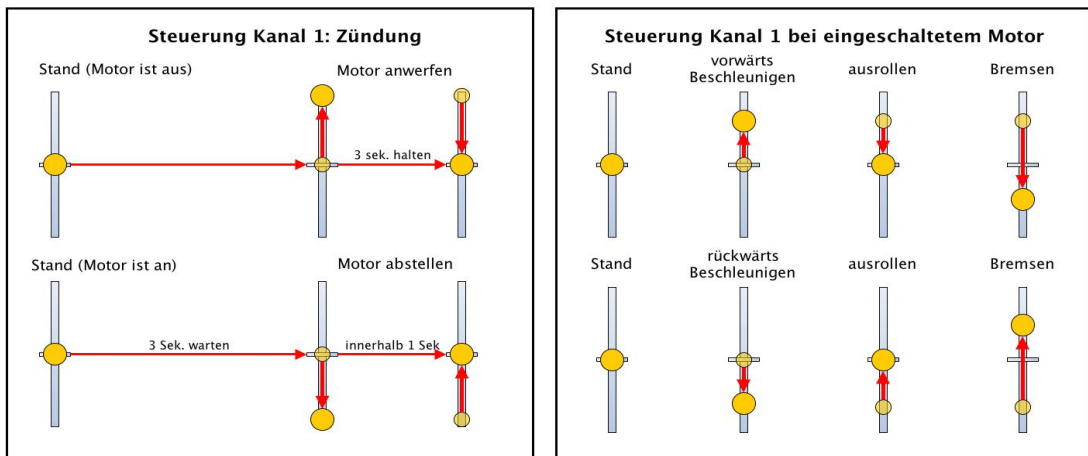 Steuerung Kanal 1: Zündung
Stand (Motor ist aus)
Motor anwerfen
3 sek. halten
Stand (Motor ist an)
Motor abstellen
3 Sek. warten
innerhalb 1 Sek
Steuerung Kanal 1 bei eingeschaltetem Motor
Stand
vorwärts
Beschleunigen
ausrollen
Bremsen
Stand
rückwärts
Beschleunigen
ausrollen
Bremsen